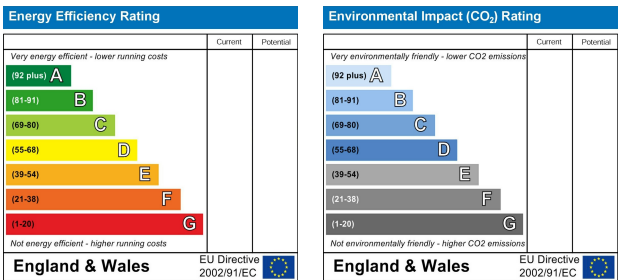 Energy Efficiency Rating
Current Potential
Very energy efficient - lower running costs
(92 plus) A
(81-91) B
(69-80) C
(55-68) D
(39-54) E
(21-38) F
(1-20) G
Not energy efficient - higher running costs
England & Wales
EU Directive
2002/91/EC
Environmental Impact (CO₂) Rating
Current Potential
Very environmentally friendly - lower CO2 emissions
(92 plus) A
(81-91) B
(69-80) C
(55-68) D
(39-54) E
(21-38) F
(1-20) G
Not environmentally friendly - higher CO2 emissions
England & Wales
EU Directive
2002/91/EC